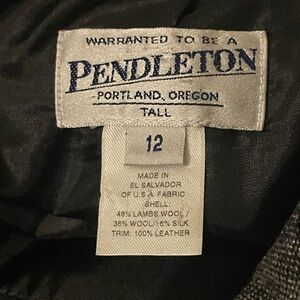 WARRANTED TO BE A
PENDLETON
PORTLAND, OREGON
TALL
12
MADE IN
EL SALVADOR
OF U.S.A. FABRIC
SHELL:
46% LAMBS WOOL /
36% WOOL/16% SILK
TRIM: 100% LEATHER